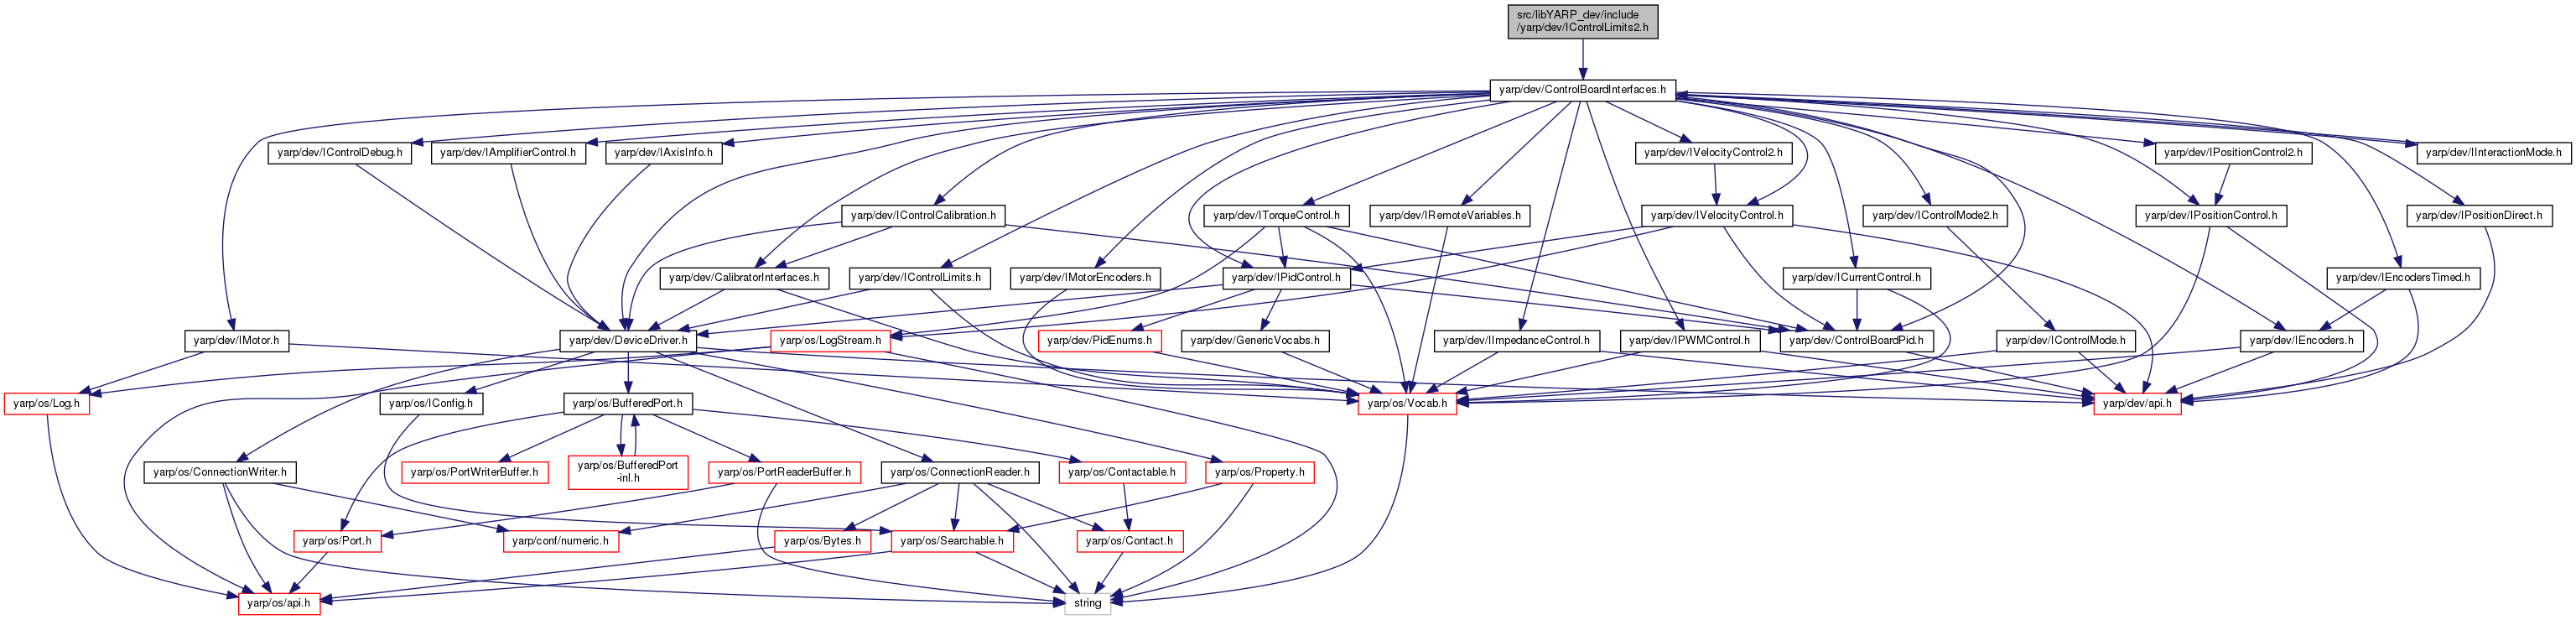 src/libYARP_dev/include
/yarp/dev/IControlLimits2.h
yarp/dev/ControlBoardInterfaces.h
yarp/dev/IControlDebug.h
yarp/dev/IAmplifierControl.h
yarp/dev/IAxisInfo.h
yarp/dev/IVelocityControl2.h
yarp/dev/IPositionControl2.h
yarp/dev/IInteractionMode.h
yarp/dev/IControlCalibration.h
yarp/dev/ITorqueControl.h
yarp/dev/IRemoteVariables.h
yarp/dev/IVelocityControl.h
yarp/dev/IControlMode2.h
yarp/dev/IPositionControl.h
yarp/dev/IPositionDirect.h
yarp/dev/CalibratorInterfaces.h
yarp/dev/IControlLimits.h
yarp/dev/IMotorEncoders.h
yarp/dev/IPidControl.h
yarp/dev/ICurrentControl.h
yarp/dev/IEncodersTimed.h
yarp/dev/IMotor.h
yarp/dev/DeviceDriver.h
yarp/os/LogStream.h
yarp/dev/PidEnums.h
yarp/dev/GenericVocabs.h
yarp/dev/IImpedanceControl.h
yarp/dev/IPWMControl.h
yarp/dev/ControlBoardPid.h
yarp/dev/IControlMode.h
yarp/dev/IEncoders.h
yarp/os/Log.h
yarp/os/IConfig.h
yarp/os/BufferedPort.h
yarp/os/Vocab.h
yarp/dev/api.h
yarp/os/ConnectionWriter.h
yarp/os/PortWriterBuffer.h
yarp/os/BufferedPort
-inl.h
yarp/os/PortReaderBuffer.h
yarp/os/ConnectionReader.h
yarp/os/Contactable.h
yarp/os/Property.h
yarp/os/Port.h
yarp/conf/numeric.h
yarp/os/Bytes.h
yarp/os/Searchable.h
yarp/os/Contact.h
yarp/os/api.h
string